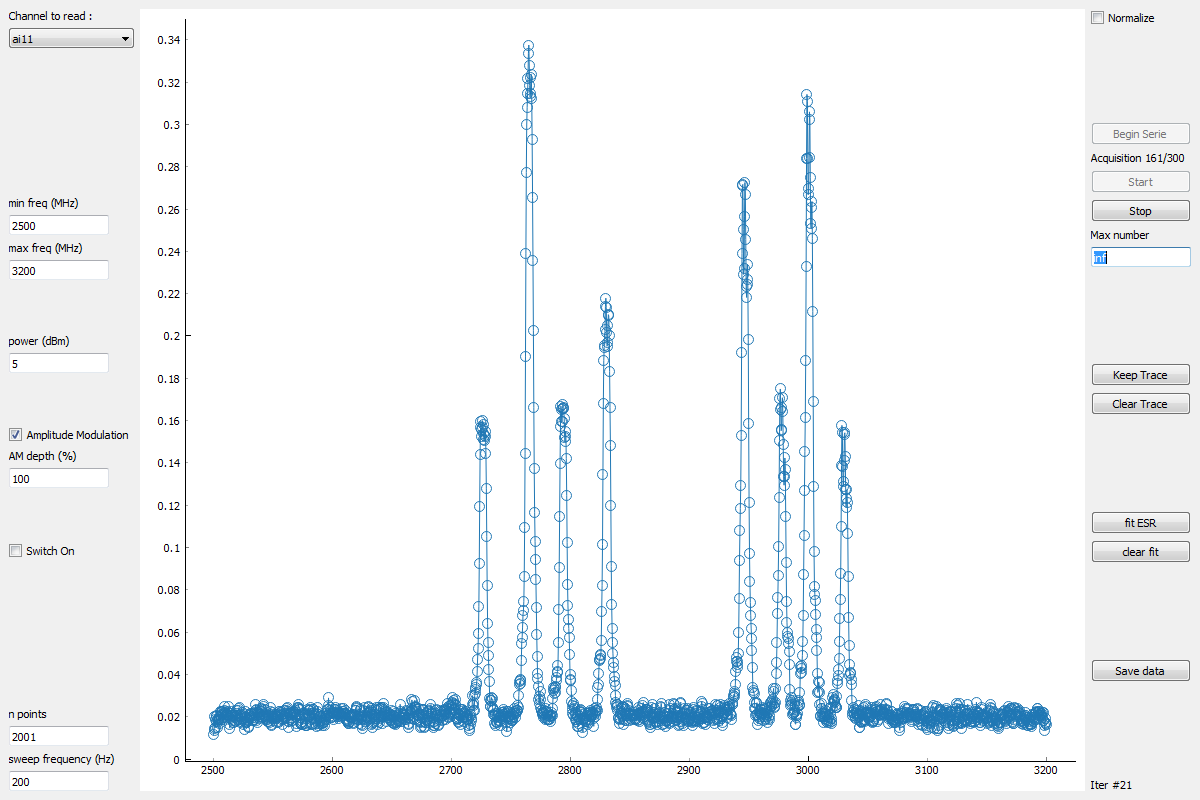 Channel to read :
ai11
min freq (MHz)
2500
max freq (MHz)
3200
power (dBm)
5
Amplitude Modulation
AM depth (%)
100
Switch On
n points
2001
sweep frequency (Hz)
200
0.34
0.32
0.3
0.28
0.26
0.24
0.22
0.2
0.18
0.16
0.14
0.12
0.1
0.08
0.06
0.04
0.02
0
2500
2600
2700
2800
2900
3000
3100
3200
Normalize
Begin Serie
Acquisition 161/300
Start
Stop
Max number
inf
Keep Trace
Clear Trace
fit ESR
clear fit
Save data
Iter #21